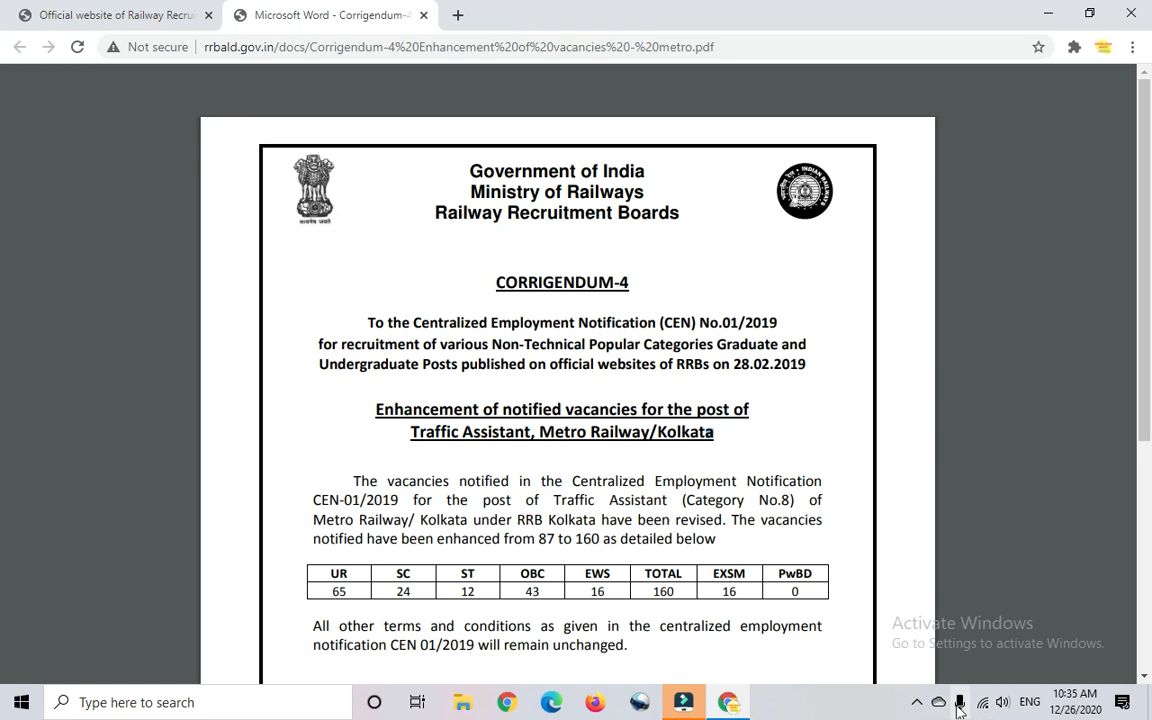 Official website of Railway Recru
Microsoft Word - Corrigendum-4
Not secure
rrbald.gov.in/docs/Corrigendum-4%20Enhancement%20of%20vacancies%20-%20metro.pdf
Government of India
Ministry of Railways
Railway Recruitment Boards
सत्यमेव जयते
INDIAN RAILWAYS
भारतीय रेल
CORRIGENDUM-4
To the Centralized Employment Notification (CEN) No.01/2019
for recruitment of various Non-Technical Popular Categories Graduate and
Undergraduate Posts published on official websites of RRBs on 28.02.2019
Enhancement of notified vacancies for the post of
Traffic Assistant, Metro Railway/Kolkata
The vacancies notified in the Centralized Employment Notification
CEN-01/2019 for the post of Traffic Assistant (Category No.8) of
Metro Railway/ Kolkata under RRB Kolkata have been revised. The vacancies
notified have been enhanced from 87 to 160 as detailed below
UR SC ST OBC EWS TOTAL EXSM PwBD
65 24 12 43 16 160 16 0
All other terms and conditions as given in the centralized employment
notification CEN 01/2019 will remain unchanged.
Activate Windows
Go to Settings to activate Windows.
Type here to search
ENG
10:35 AM
12/26/2020